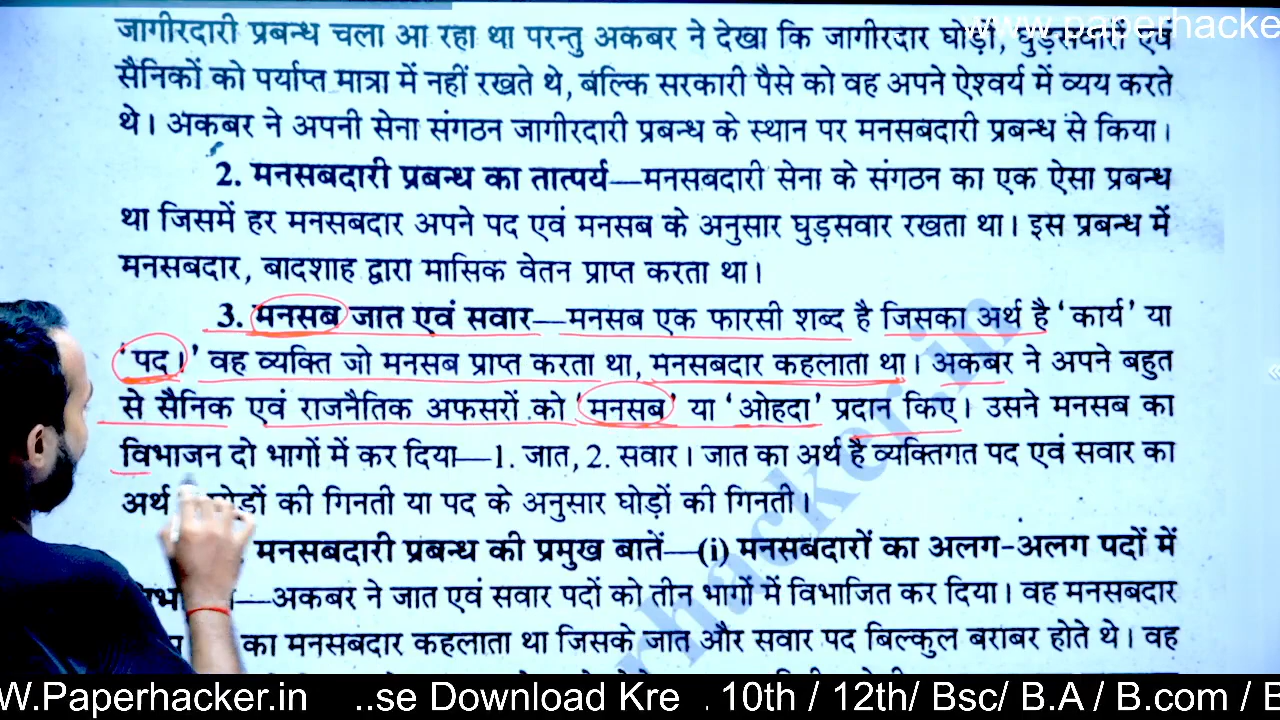 www.paperhacke
जागीरदारी प्रबन्ध चला आ रहा था परन्तु अकबर ने देखा कि जागीरदार घोड़ों, घुड़सवारों एवं
सैनिकों को पर्याप्त मात्रा में नहीं रखते थे, बल्कि सरकारी पैसे को वह अपने ऐश्वर्य में व्यय करते
थे। अकबर ने अपनी सेना संगठन जागीरदारी प्रबन्ध के स्थान पर मनसबदारी प्रबन्ध से किया।
2. मनसबदारी प्रबन्ध का तात्पर्य—मनसबदारी सेना के संगठन का एक ऐसा प्रबन्ध
था जिसमें हर मनसबदार अपने पद एवं मनसब के अनुसार घुड़सवार रखता था। इस प्रबन्ध में
मनसबदार, बादशाह द्वारा मासिक वेतन प्राप्त करता था।
3. मनसब जात एवं सवार—मनसब एक फारसी शब्द है जिसका अर्थ है ‘कार्य’ या
‘पद।’ वह व्यक्ति जो मनसब प्राप्त करता था, मनसबदार कहलाता था। अकबर ने अपने बहुत
से सैनिक एवं राजनैतिक अफसरों को ‘मनसब’ या ‘ओहदा’ प्रदान किए। उसने मनसब का
विभाजन दो भागों में कर दिया—1. जात, 2. सवार। जात का अर्थ है व्यक्तिगत पद एवं सवार का
अर्थ घोड़ों की गिनती या पद के अनुसार घोड़ों की गिनती।
मनसबदारी प्रबन्ध की प्रमुख बातें—(i) मनसबदारों का अलग-अलग पदों में
—अकबर ने जात एवं सवार पदों को तीन भागों में विभाजित कर दिया। वह मनसबदार
का मनसबदार कहलाता था जिसके जात और सवार पद बिल्कुल बराबर होते थे। वह
rhacker.in
W.Paperhacker.in ..se Download Kre . 10th / 12th/ Bsc/ B.A / B.com / B